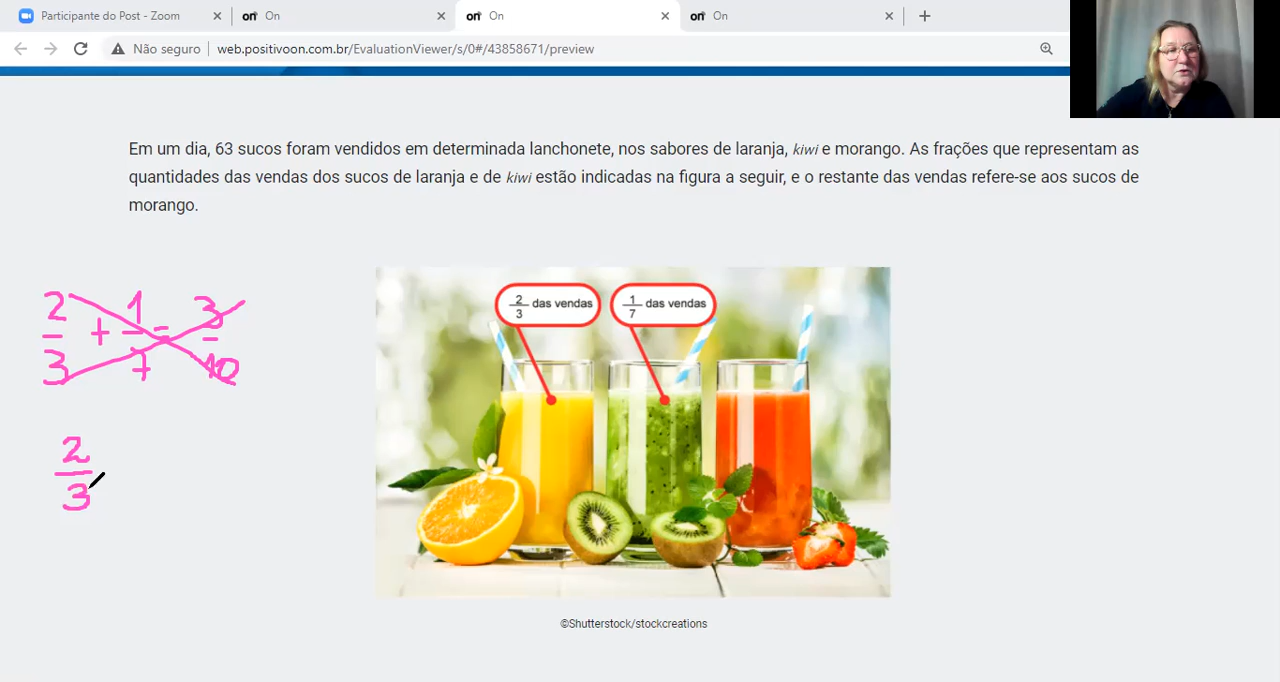 Participante do Post - Zoom
on On
on On
on On
Não seguro
web.positivoon.com.br/EvaluationViewer/s/0#/43858671/preview
Em um dia, 63 sucos foram vendidos em determinada lanchonete, nos sabores de laranja, kiwi e morango. As frações que representam as
quantidades das vendas dos sucos de laranja e de kiwi estão indicadas na figura a seguir, e o restante das vendas refere-se aos sucos de
morango.
2/3 das vendas
1/7 das vendas
2/3 + 1/7 = 3/10
2/3
©Shutterstock/stockcreations